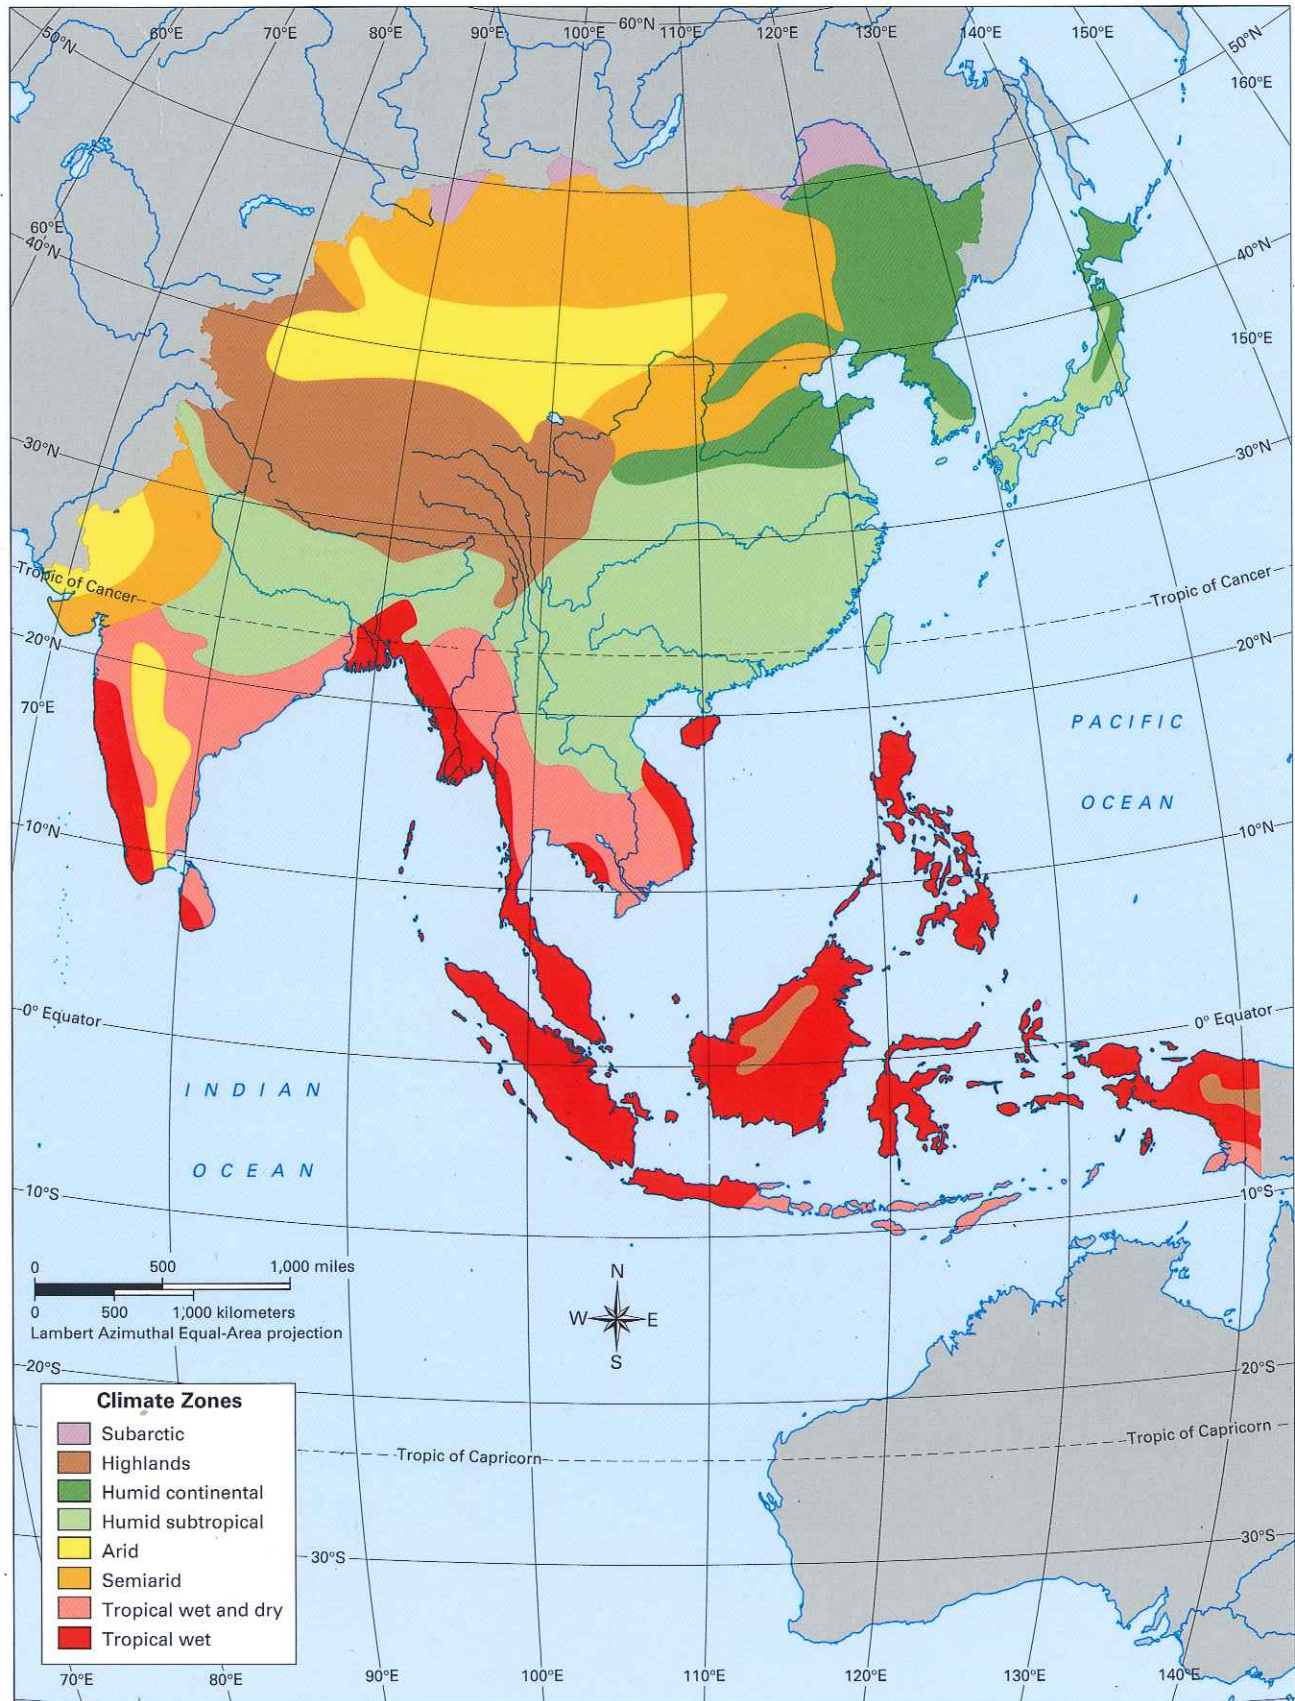 60°N
50°N
60°E
70°E
80°E
90°E
100°E
110°E
120°E
130°E
140°E
150°E
50°N
160°E
60°E
40°N
40°N
150°E
30°N
30°N
Tropic of Cancer
Tropic of Cancer
20°N
20°N
70°E
PACIFIC
OCEAN
10°N
10°N
0° Equator
0° Equator
INDIAN
OCEAN
10°S
10°S
0 500 1,000 miles
0 500 1,000 kilometers
Lambert Azimuthal Equal-Area projection
N
W E
S
20°S
20°S
Tropic of Capricorn
Tropic of Capricorn
30°S
30°S
Climate Zones
Subarctic
Highlands
Humid continental
Humid subtropical
Arid
Semiarid
Tropical wet and dry
Tropical wet
70°E
80°E
90°E
100°E
110°E
120°E
130°E
140°E